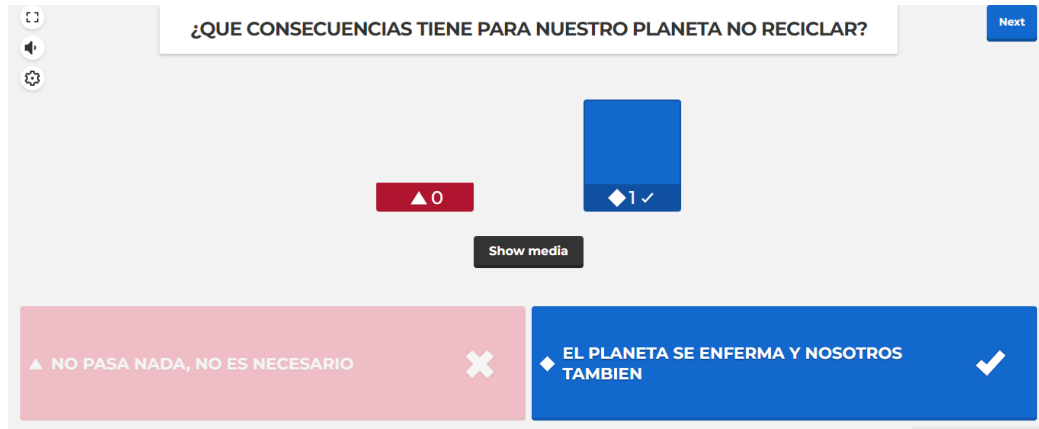 ¿QUE CONSECUENCIAS TIENE PARA NUESTRO PLANETA NO RECICLAR?
Next
0
1
Show media
NO PASA NADA, NO ES NECESARIO
EL PLANETA SE ENFERMA Y NOSOTROS
TAMBIEN